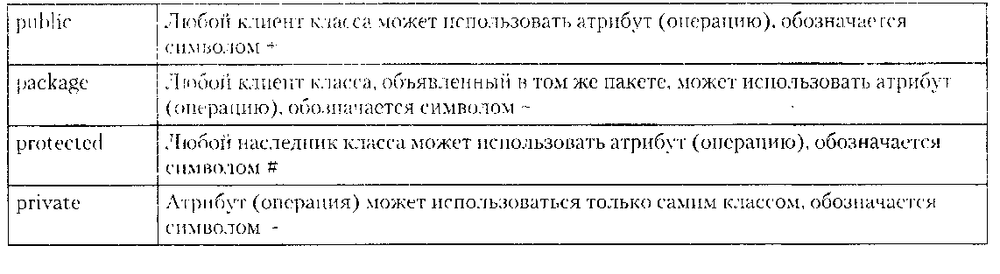 public
Любой клиент класса может использовать атрибут (операцию), обозначается
символом +
package
Любой клиент класса, объявленный в том же пакете, может использовать атрибут
(операцию), обозначается символом ~
protected
Любой наследник класса может использовать атрибут (операцию), обозначается
символом #
private
Атрибут (операция) может использоваться только самим классом, обозначается
символом -